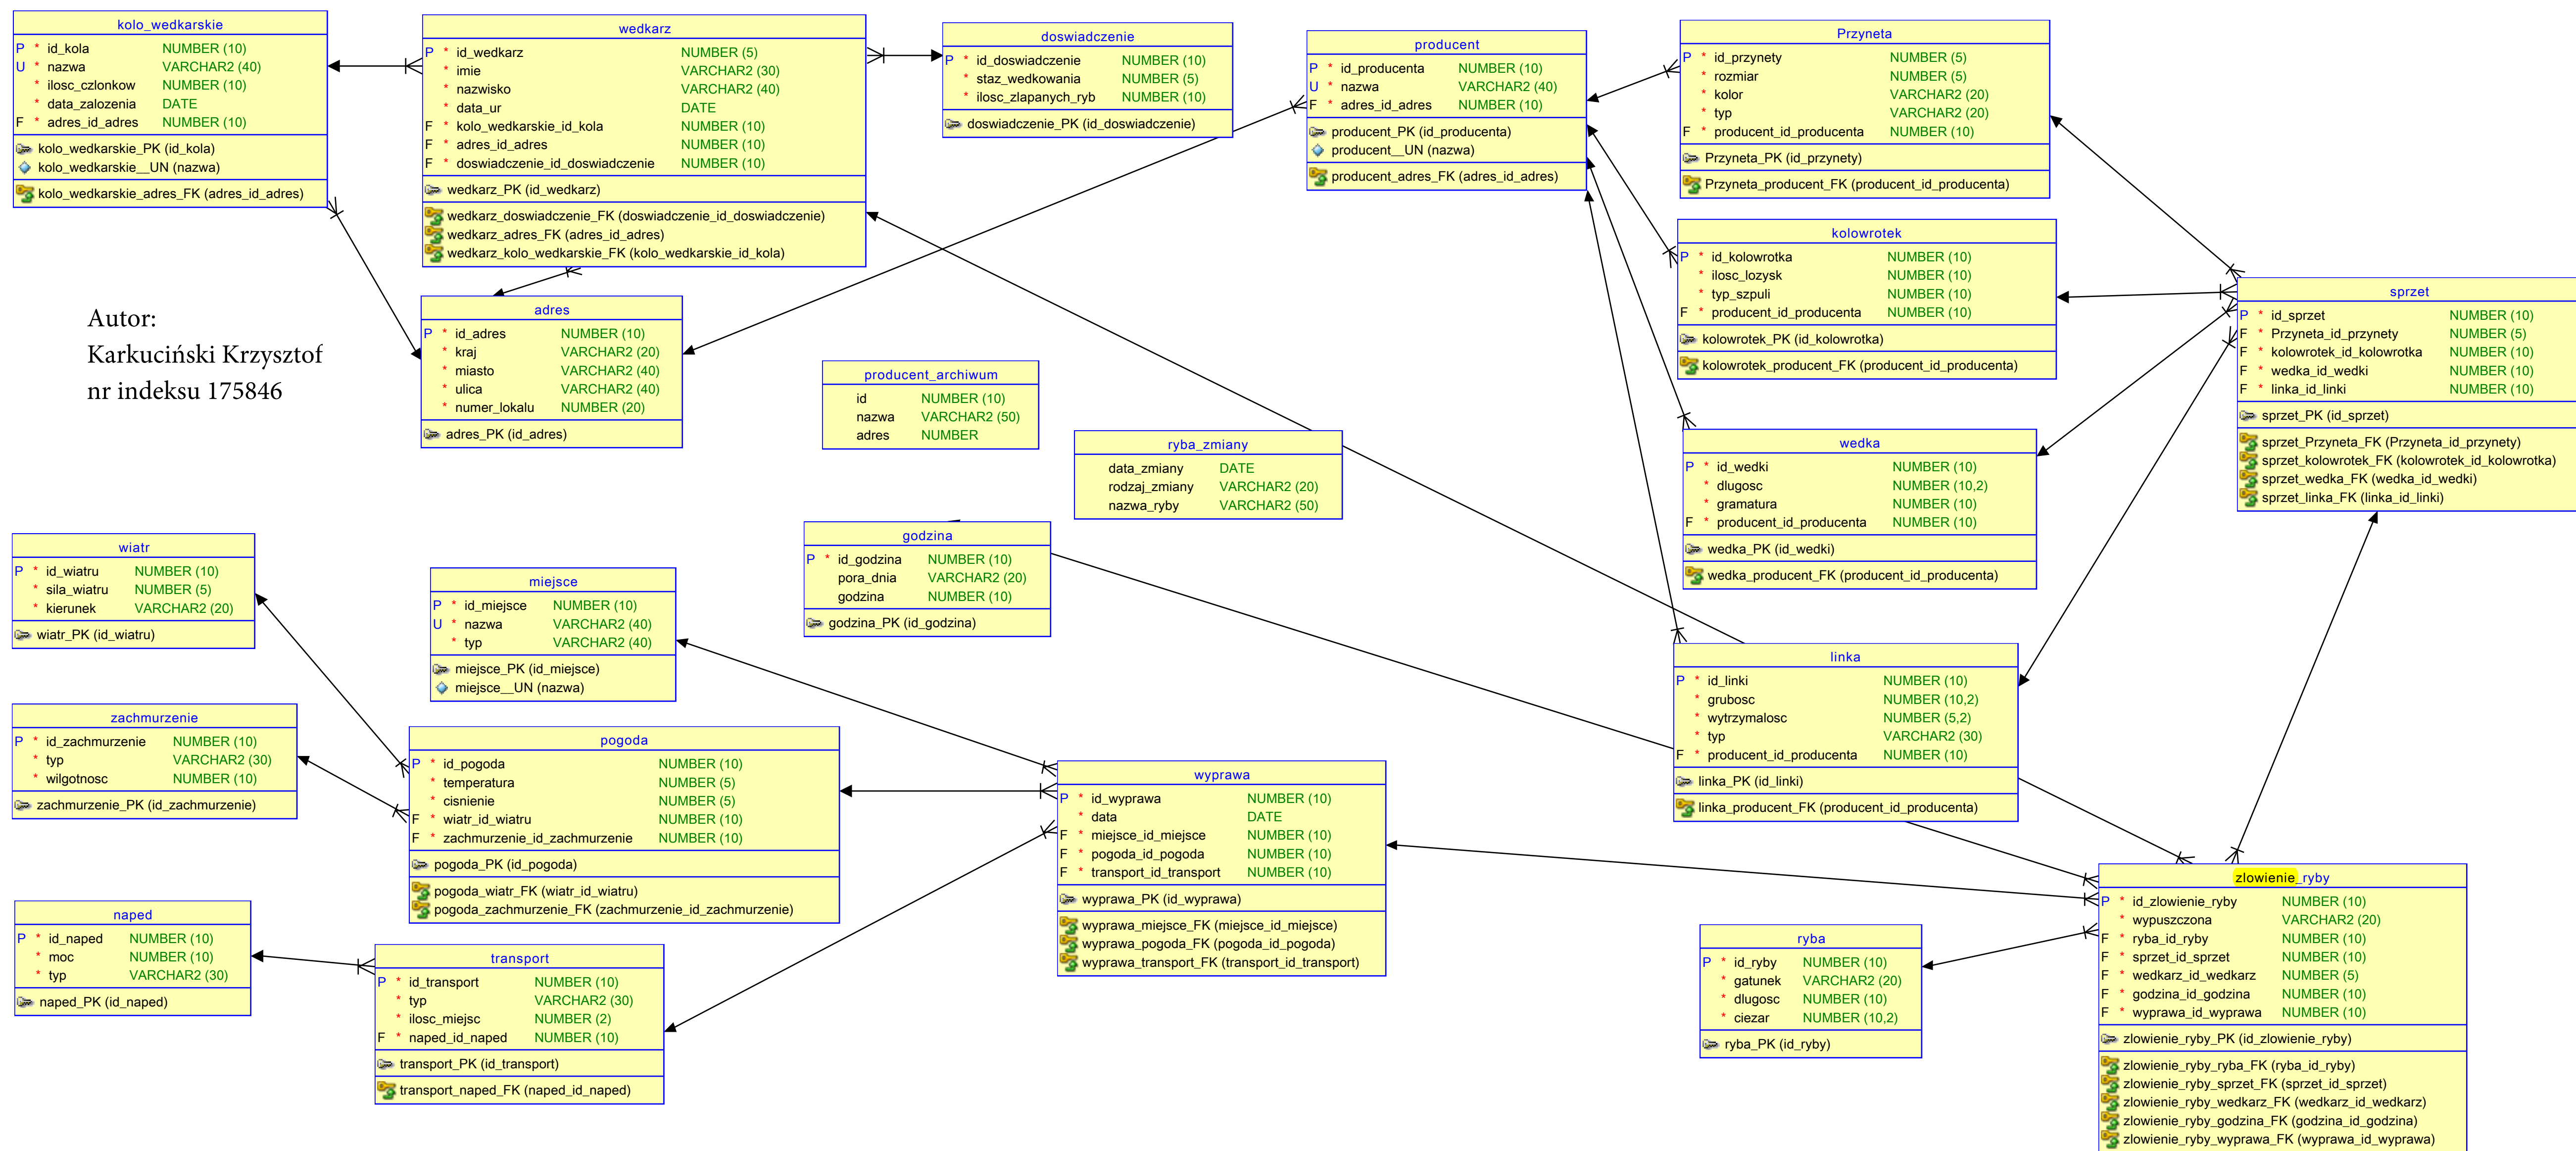 kolo_wedkarskie
P * id_kola NUMBER (10)
U * nazwa VARCHAR2 (40)
* ilosc_czlonkow NUMBER (10)
* data_zalozenia DATE
F * adres_id_adres NUMBER (10)
kolo_wedkarskie_PK (id_kola)
kolo_wedkarskie__UN (nazwa)
kolo_wedkarskie_adres_FK (adres_id_adres)
wedkarz
P * id_wedkarz NUMBER (5)
* imie VARCHAR2 (30)
* nazwisko VARCHAR2 (40)
* data_ur DATE
F * kolo_wedkarskie_id_kola NUMBER (10)
F * adres_id_adres NUMBER (10)
F * doswiadczenie_id_doswiadczenie NUMBER (10)
wedkarz_PK (id_wedkarz)
wedkarz_doswiadczenie_FK (doswiadczenie_id_doswiadczenie)
wedkarz_adres_FK (adres_id_adres)
wedkarz_kolo_wedkarskie_FK (kolo_wedkarskie_id_kola)
doswiadczenie
P * id_doswiadczenie NUMBER (10)
* staz_wedkowania NUMBER (5)
* ilosc_zlapanych_ryb NUMBER (10)
doswiadczenie_PK (id_doswiadczenie)
producent
P * id_producenta NUMBER (10)
U * nazwa VARCHAR2 (40)
F * adres_id_adres NUMBER (10)
producent_PK (id_producenta)
producent__UN (nazwa)
producent_adres_FK (adres_id_adres)
Przyneta
P * id_przynety NUMBER (5)
* rozmiar NUMBER (5)
* kolor VARCHAR2 (20)
* typ VARCHAR2 (20)
F * producent_id_producenta NUMBER (10)
Przyneta_PK (id_przynety)
Przyneta_producent_FK (producent_id_producenta)
kolowrotek
P * id_kolowrotka NUMBER (10)
* ilosc_lozysk NUMBER (10)
* typ_szpuli NUMBER (10)
F * producent_id_producenta NUMBER (10)
kolowrotek_PK (id_kolowrotka)
kolowrotek_producent_FK (producent_id_producenta)
sprzet
P * id_sprzet NUMBER (10)
F * Przyneta_id_przynety NUMBER (5)
F * kolowrotek_id_kolowrotka NUMBER (10)
F * wedka_id_wedki NUMBER (10)
F * linka_id_linki NUMBER (10)
sprzet_PK (id_sprzet)
sprzet_Przyneta_FK (Przyneta_id_przynety)
sprzet_kolowrotek_FK (kolowrotek_id_kolowrotka)
sprzet_wedka_FK (wedka_id_wedki)
sprzet_linka_FK (linka_id_linki)
Autor:
Karkuciński Krzysztof
nr indeksu 175846
adres
P * id_adres NUMBER (10)
* kraj VARCHAR2 (20)
* miasto VARCHAR2 (40)
* ulica VARCHAR2 (40)
* numer_lokalu NUMBER (20)
adres_PK (id_adres)
producent_archiwum
id NUMBER (10)
nazwa VARCHAR2 (50)
adres NUMBER
ryba_zmiany
data_zmiany DATE
rodzaj_zmiany VARCHAR2 (20)
nazwa_ryby VARCHAR2 (50)
wedka
P * id_wedki NUMBER (10)
* dlugosc NUMBER (10,2)
* gramatura NUMBER (10)
F * producent_id_producenta NUMBER (10)
wedka_PK (id_wedki)
wedka_producent_FK (producent_id_producenta)
wiatr
P * id_wiatru NUMBER (10)
* sila_wiatru NUMBER (5)
* kierunek VARCHAR2 (20)
wiatr_PK (id_wiatru)
miejsce
P * id_miejsce NUMBER (10)
U * nazwa VARCHAR2 (40)
* typ VARCHAR2 (40)
miejsce_PK (id_miejsce)
miejsce__UN (nazwa)
godzina
P * id_godzina NUMBER (10)
pora_dnia VARCHAR2 (20)
godzina NUMBER (10)
godzina_PK (id_godzina)
linka
P * id_linki NUMBER (10)
* grubosc NUMBER (10,2)
* wytrzymalosc NUMBER (5,2)
* typ VARCHAR2 (30)
F * producent_id_producenta NUMBER (10)
linka_PK (id_linki)
linka_producent_FK (producent_id_producenta)
zachmurzenie
P * id_zachmurzenie NUMBER (10)
* typ VARCHAR2 (30)
* wilgotnosc NUMBER (10)
zachmurzenie_PK (id_zachmurzenie)
pogoda
P * id_pogoda NUMBER (10)
* temperatura NUMBER (5)
* cisnienie NUMBER (5)
F * wiatr_id_wiatru NUMBER (10)
F * zachmurzenie_id_zachmurzenie NUMBER (10)
pogoda_PK (id_pogoda)
pogoda_wiatr_FK (wiatr_id_wiatru)
pogoda_zachmurzenie_FK (zachmurzenie_id_zachmurzenie)
wyprawa
P * id_wyprawa NUMBER (10)
* data DATE
F * miejsce_id_miejsce NUMBER (10)
F * pogoda_id_pogoda NUMBER (10)
F * transport_id_transport NUMBER (10)
wyprawa_PK (id_wyprawa)
wyprawa_miejsce_FK (miejsce_id_miejsce)
wyprawa_pogoda_FK (pogoda_id_pogoda)
wyprawa_transport_FK (transport_id_transport)
naped
P * id_naped NUMBER (10)
* moc NUMBER (10)
* typ VARCHAR2 (30)
naped_PK (id_naped)
transport
P * id_transport NUMBER (10)
* typ VARCHAR2 (30)
* ilosc_miejsc NUMBER (2)
F * naped_id_naped NUMBER (10)
transport_PK (id_transport)
transport_naped_FK (naped_id_naped)
ryba
P * id_ryby NUMBER (10)
* gatunek VARCHAR2 (20)
* dlugosc NUMBER (10)
* ciezar NUMBER (10,2)
ryba_PK (id_ryby)
zlowienie_ryby
P * id_zlowienie_ryby NUMBER (10)
* wypuszczona VARCHAR2 (20)
F * ryba_id_ryby NUMBER (10)
F * sprzet_id_sprzet NUMBER (10)
F * wedkarz_id_wedkarz NUMBER (5)
F * godzina_id_godzina NUMBER (10)
F * wyprawa_id_wyprawa NUMBER (10)
zlowienie_ryby_PK (id_zlowienie_ryby)
zlowienie_ryby_ryba_FK (ryba_id_ryby)
zlowienie_ryby_sprzet_FK (sprzet_id_sprzet)
zlowienie_ryby_wedkarz_FK (wedkarz_id_wedkarz)
zlowienie_ryby_godzina_FK (godzina_id_godzina)
zlowienie_ryby_wyprawa_FK (wyprawa_id_wyprawa)